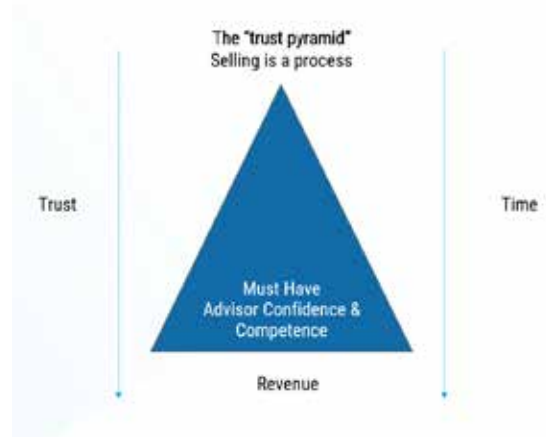 The "trust pyramid"
Selling is a process
Trust
Time
Must Have
Advisor Confidence &
Competence
Revenue